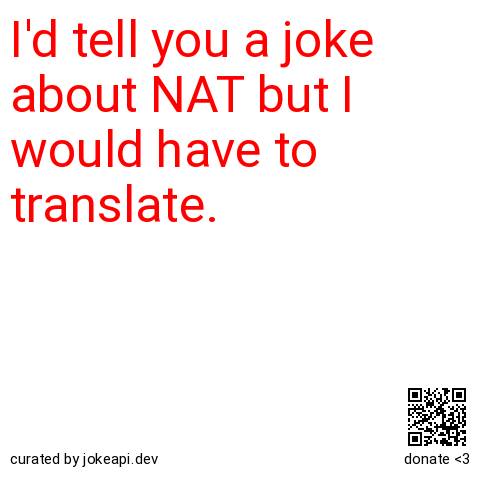 I'd tell you a joke
about NAT but I
would have to
translate.
curated by jokeapi.dev
donate <3